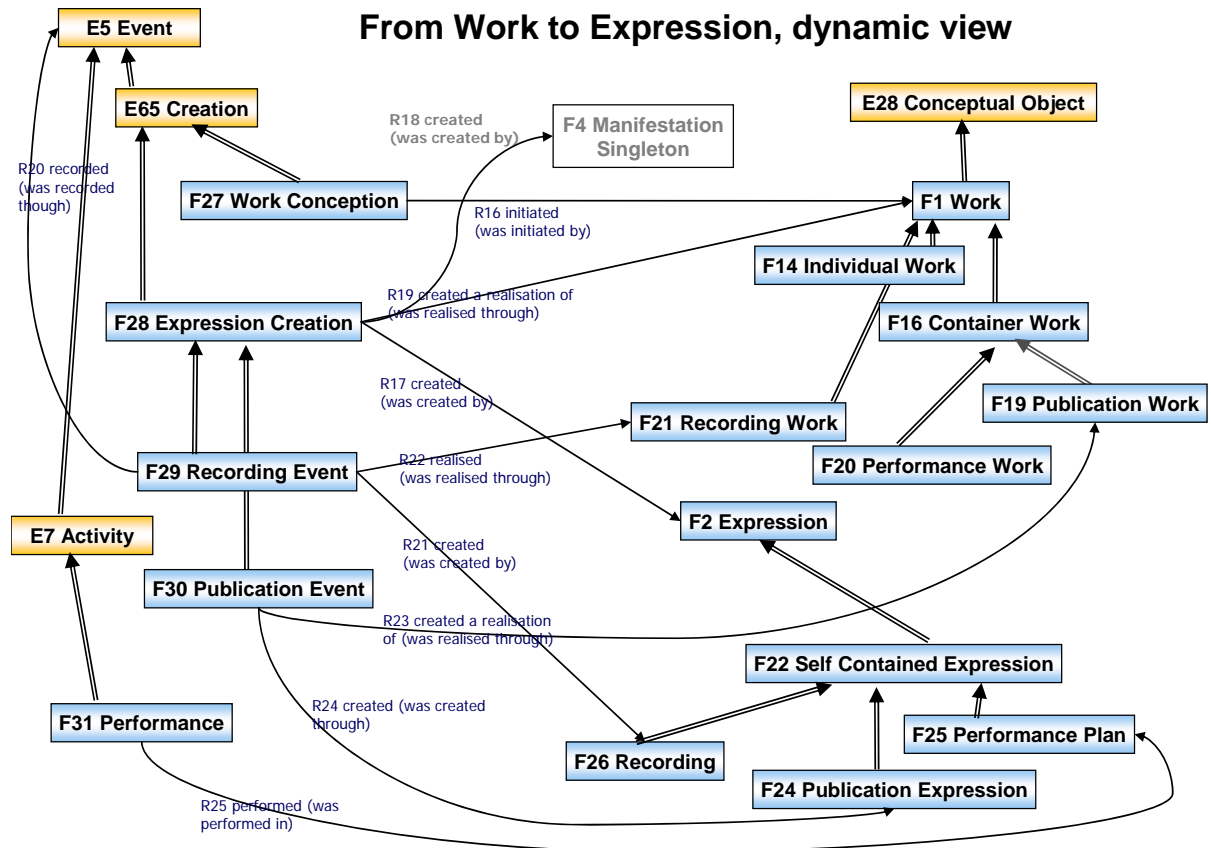 From Work to Expression, dynamic view
E5 Event
E65 Creation
E28 Conceptual Object
R18 created
(was created by)
F4 Manifestation
Singleton
R20 recorded
(was recorded
though)
F27 Work Conception
F1 Work
R16 initiated
(was initiated by)
F14 Individual Work
R19 created a realisation of
(was realised through)
F28 Expression Creation
F16 Container Work
R17 created
(was created by)
F19 Publication Work
F21 Recording Work
F29 Recording Event
R22 realised
(was realised through)
F20 Performance Work
F2 Expression
E7 Activity
R21 created
(was created by)
F30 Publication Event
R23 created a realisation
of (was realised through)
F22 Self Contained Expression
R24 created (was created
through)
F31 Performance
F25 Performance Plan
F26 Recording
F24 Publication Expression
R25 performed (was
performed in)